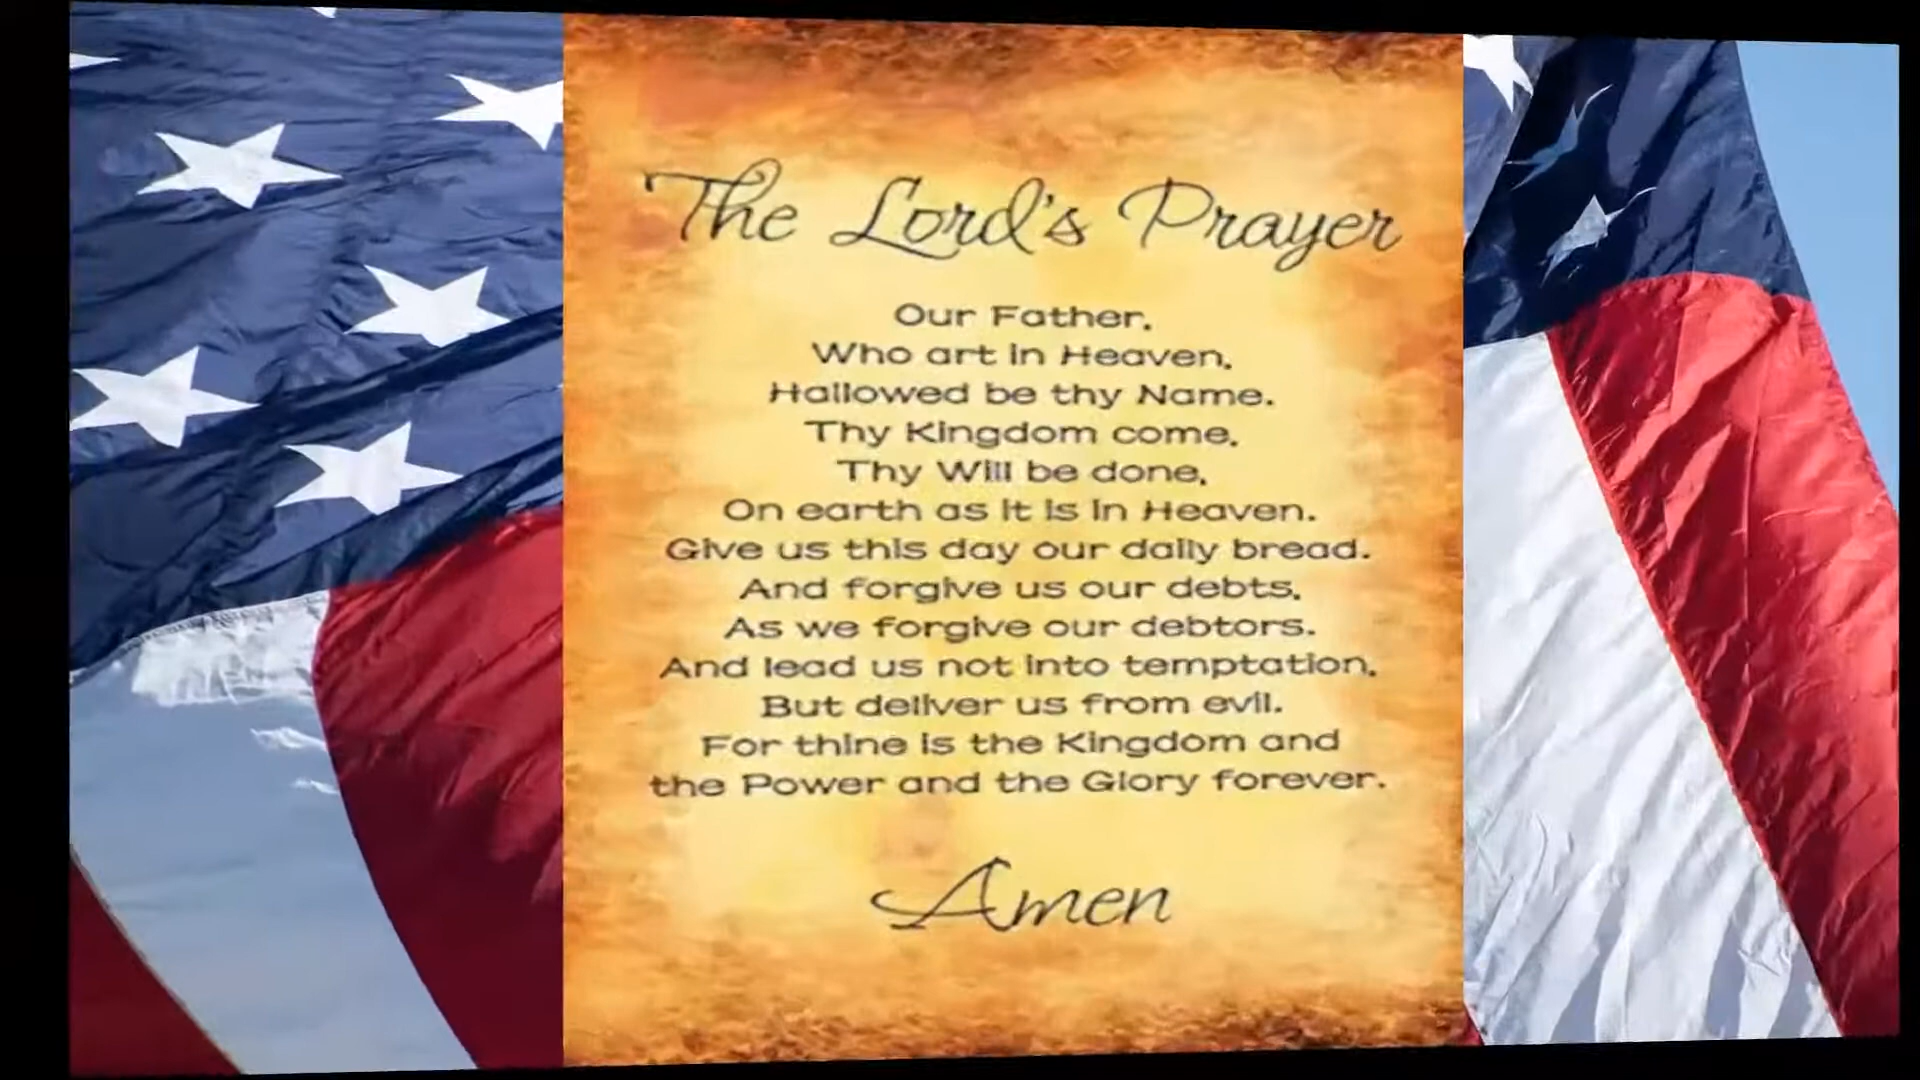 The Lord's Prayer
Our Father,
Who art in Heaven,
Hallowed be thy Name.
Thy Kingdom come,
Thy Will be done,
On earth as it is in Heaven.
Give us this day our daily bread.
And forgive us our debts,
As we forgive our debtors.
And lead us not into temptation,
But deliver us from evil.
For thine is the Kingdom and
the Power and the Glory forever.
Amen